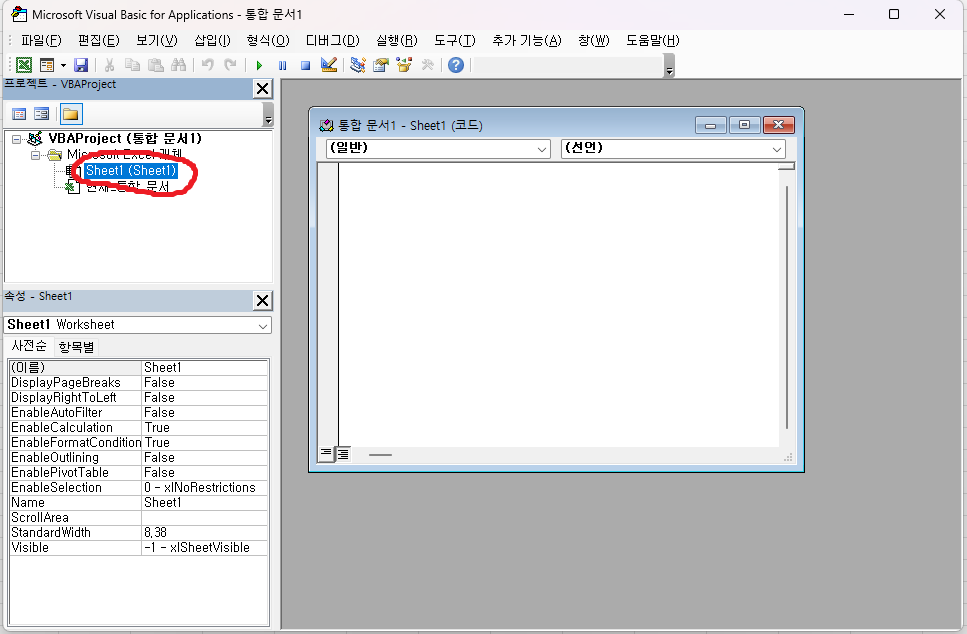 Microsoft Visual Basic for Applications - 통합 문서1
파일(F) 편집(E) 보기(V) 삽입(I) 형식(O) 디버그(D) 실행(R) 도구(T) 추가 기능(A) 창(W) 도움말(H)
프로젝트 - VBAProject
VBAProject (통합 문서1)
Microsoft Excel 개체
Sheet1 (Sheet1)
현재_통합_문서
속성 - Sheet1
Sheet1 Worksheet
사전순 항목별
(이름) Sheet1
DisplayPageBreaks False
DisplayRightToLeft False
EnableAutoFilter False
EnableCalculation True
EnableFormatCondition True
EnableOutlining False
EnablePivotTable False
EnableSelection 0 - xlNoRestrictions
Name Sheet1
ScrollArea
StandardWidth 8,38
Visible -1 - xlSheetVisible
통합 문서1 - Sheet1 (코드)
(일반) (선언)